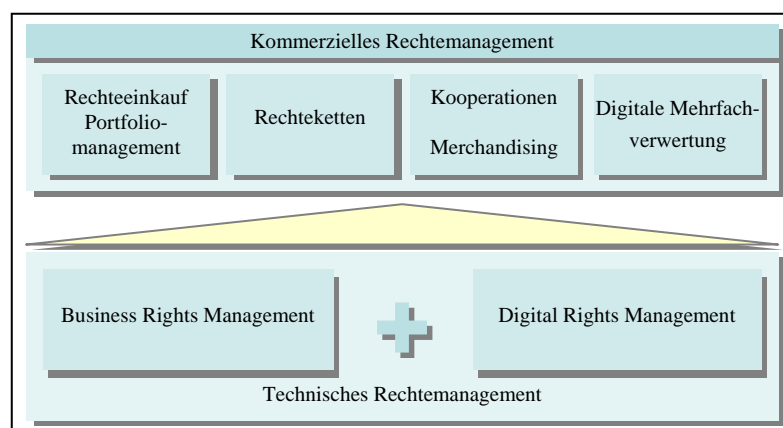 Kommerzielles Rechtemanagement
Rechteeinkauf
Portfolio-
management
Rechteketten
Kooperationen
Merchandising
Digitale Mehrfach-
verwertung
Business Rights Management
Digital Rights Management
Technisches Rechtemanagement